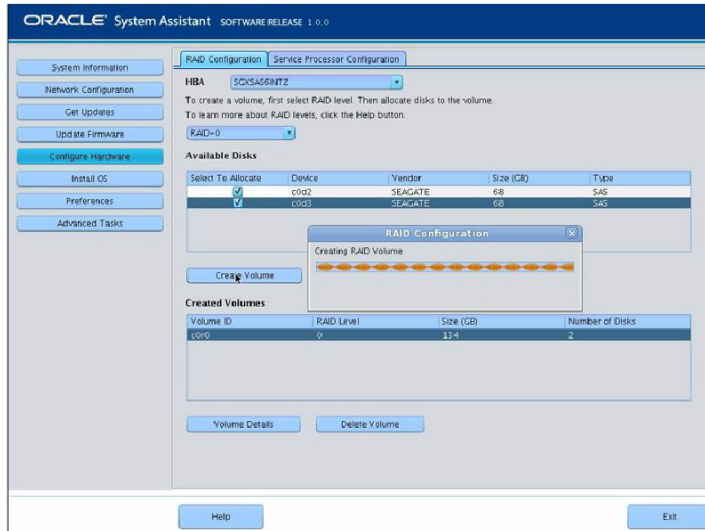 ORACLE' System Assistant SOFTWARE RELEASE 1.0.0
System Information
Network Configuration
Get Updates
Update Firmware
Configure Hardware
Install OS
Preferences
Advanced Tasks
RAID Configuration Service Processor Configuration
HBA SGXSAS6INTZ
To create a volume, first select RAID level. Then allocate disks to the volume.
To learn more about RAID levels, click the Help button.
RAID-0
Available Disks
Select To Allocate Device Vendor Size (GB) Type
c0d2 SEAGATE 68 SAS
c0d3 SEAGATE 68 SAS
RAID Configuration
Creating RAID Volume
Create Volume
Created Volumes
Volume ID RAID Level Size (GB) Number of Disks
c0r0 0 134 2
Volume Details Delete Volume
Help Exit